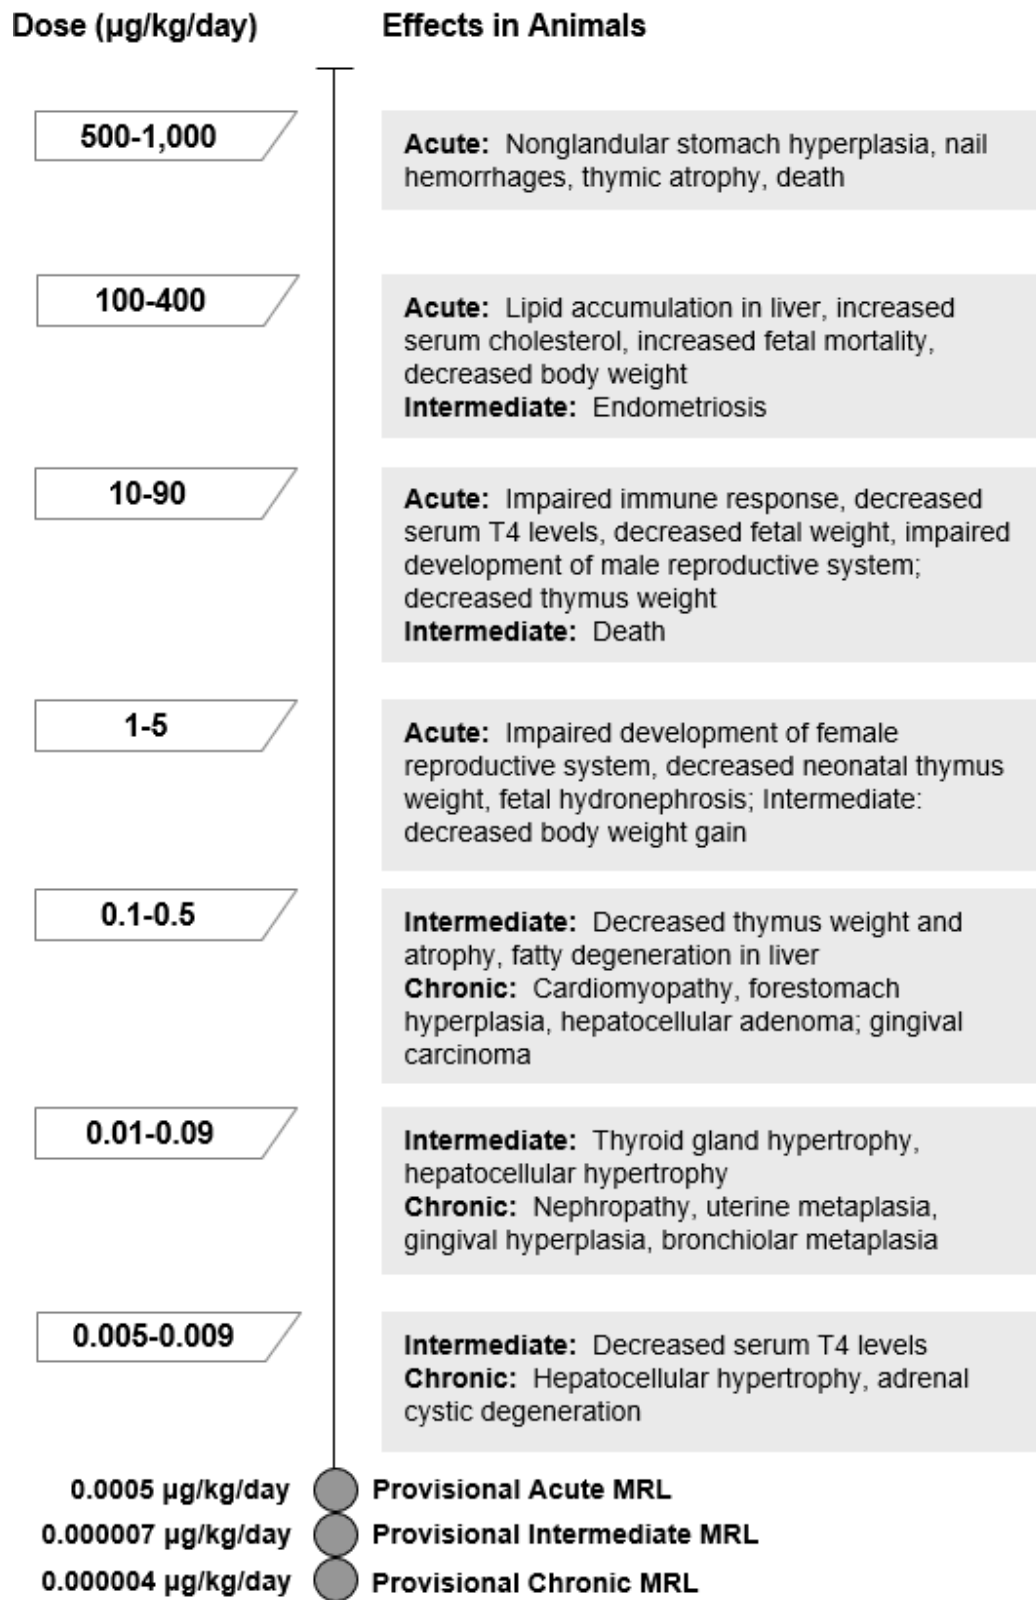 Dose (µg/kg/day) Effects in Animals
500-1,000
Acute: Nonglandular stomach hyperplasia, nail
hemorrhages, thymic atrophy, death
100-400
Acute: Lipid accumulation in liver, increased
serum cholesterol, increased fetal mortality,
decreased body weight
Intermediate: Endometriosis
10-90
Acute: Impaired immune response, decreased
serum T4 levels, decreased fetal weight, impaired
development of male reproductive system;
decreased thymus weight
Intermediate: Death
1-5
Acute: Impaired development of female
reproductive system, decreased neonatal thymus
weight, fetal hydronephrosis; Intermediate:
decreased body weight gain
0.1-0.5
Intermediate: Decreased thymus weight and
atrophy, fatty degeneration in liver
Chronic: Cardiomyopathy, forestomach
hyperplasia, hepatocellular adenoma; gingival
carcinoma
0.01-0.09
Intermediate: Thyroid gland hypertrophy,
hepatocellular hypertrophy
Chronic: Nephropathy, uterine metaplasia,
gingival hyperplasia, bronchiolar metaplasia
0.005-0.009
Intermediate: Decreased serum T4 levels
Chronic: Hepatocellular hypertrophy, adrenal
cystic degeneration
0.0005 µg/kg/day Provisional Acute MRL
0.000007 µg/kg/day Provisional Intermediate MRL
0.000004 µg/kg/day Provisional Chronic MRL